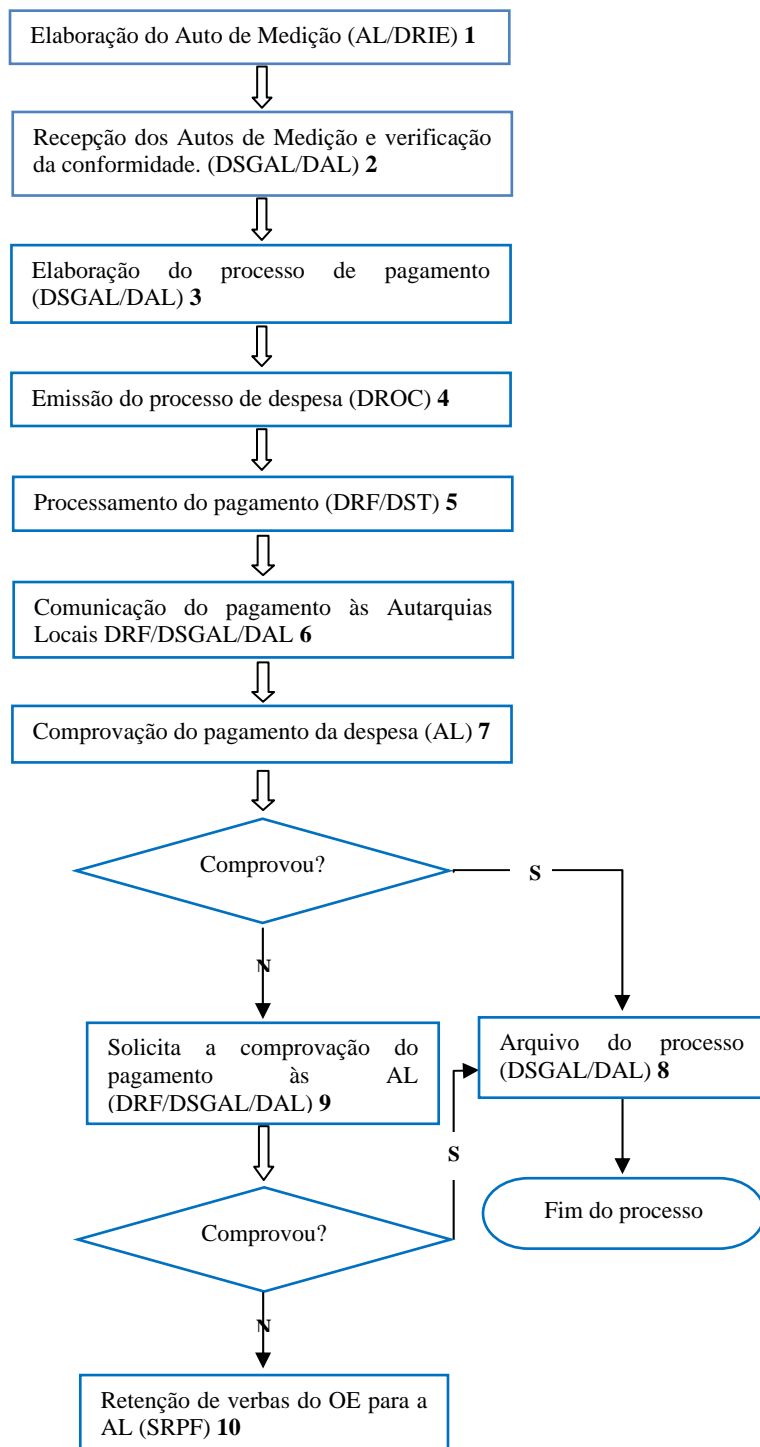 Elaboração do Auto de Medição (AL/DRIE) 1
Recepção dos Autos de Medição e verificação
da conformidade. (DSGAL/DAL) 2
Elaboração do processo de pagamento
(DSGAL/DAL) 3
Emissão do processo de despesa (DROC) 4
Processamento do pagamento (DRF/DST) 5
Comunicação do pagamento às Autarquias
Locais DRF/DSGAL/DAL 6
Comprovação do pagamento da despesa (AL) 7
Comprovou?
S
N
Solicita a comprovação do
pagamento às AL
(DRF/DSGAL/DAL) 9
Arquivo do processo
(DSGAL/DAL) 8
S
Comprovou?
Fim do processo
N
Retenção de verbas do OE para a
AL (SRPF) 10